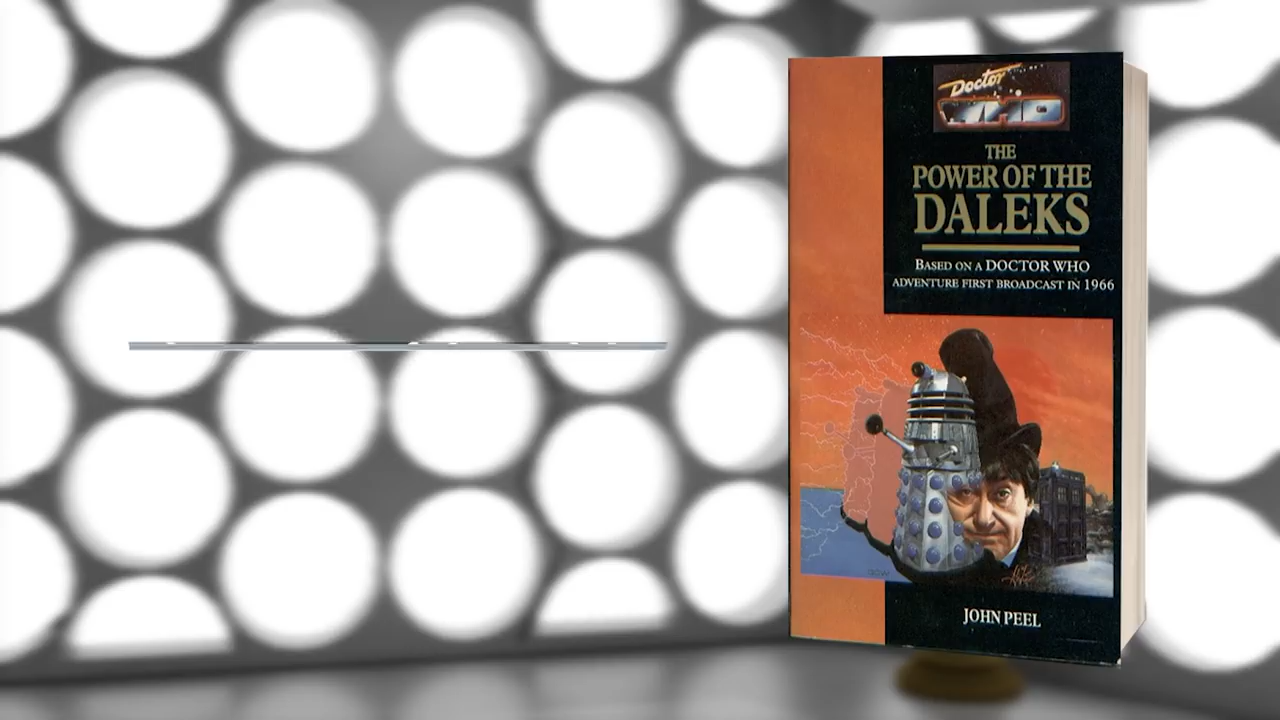 Doctor
WHO
THE
POWER OF THE
DALEKS
BASED ON A DOCTOR WHO
ADVENTURE FIRST BROADCAST IN 1966
JOHN PEEL